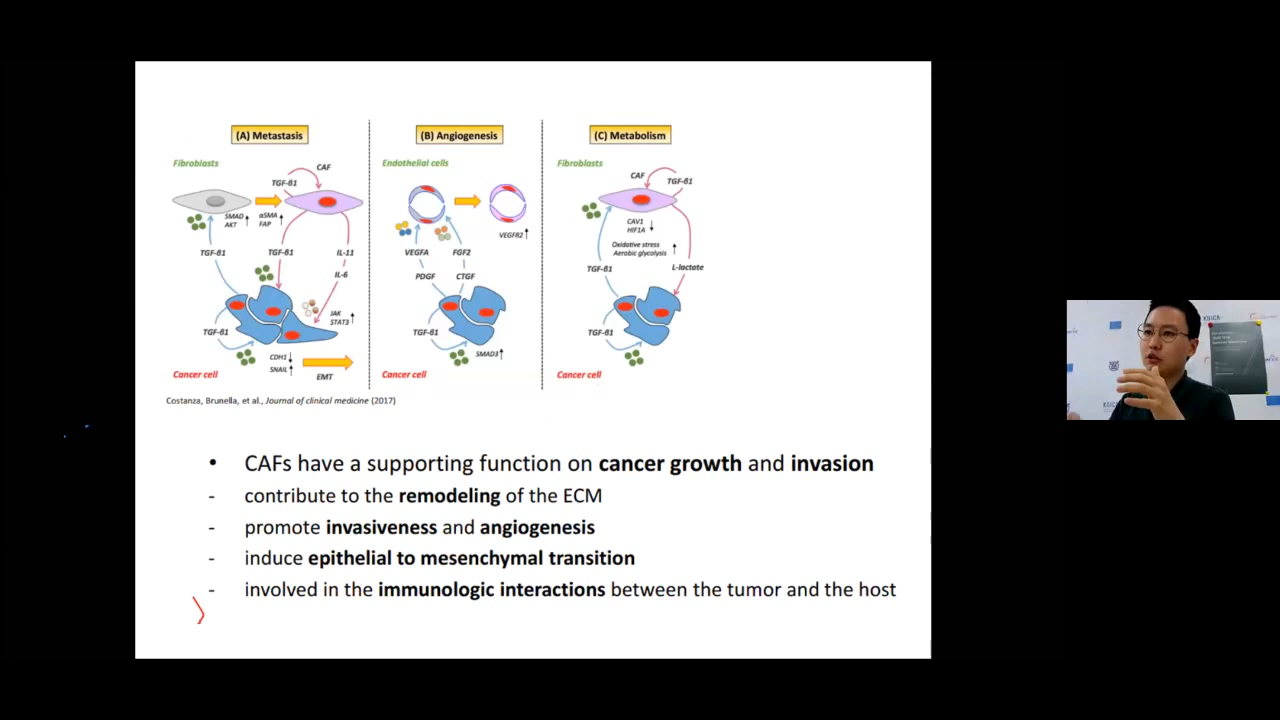 (A) Metastasis
(B) Angiogenesis
(C) Metabolism
Fibroblasts
CAF
TGF-ß1
SMAD
AKT
αSMA
FAP
TGF-ß1
TGF-ß1
IL-11
IL-6
JAK
STAT3
TGF-ß1
CDH1
SNAIL
EMT
Cancer cell
Endothelial cells
VEGFR2
VEGFA
FGF2
PDGF
CTGF
TGF-ß1
SMAD3
Cancer cell
Fibroblasts
CAF
TGF-ß1
CAV1
HIF1A
Oxidative stress
Aerobic glycolysis
TGF-ß1
L-lactate
TGF-ß1
Cancer cell
Costanza, Brunella, et al., Journal of clinical medicine (2017)
• CAFs have a supporting function on cancer growth and invasion
- contribute to the remodeling of the ECM
- promote invasiveness and angiogenesis
- induce epithelial to mesenchymal transition
- involved in the immunologic interactions between the tumor and the host